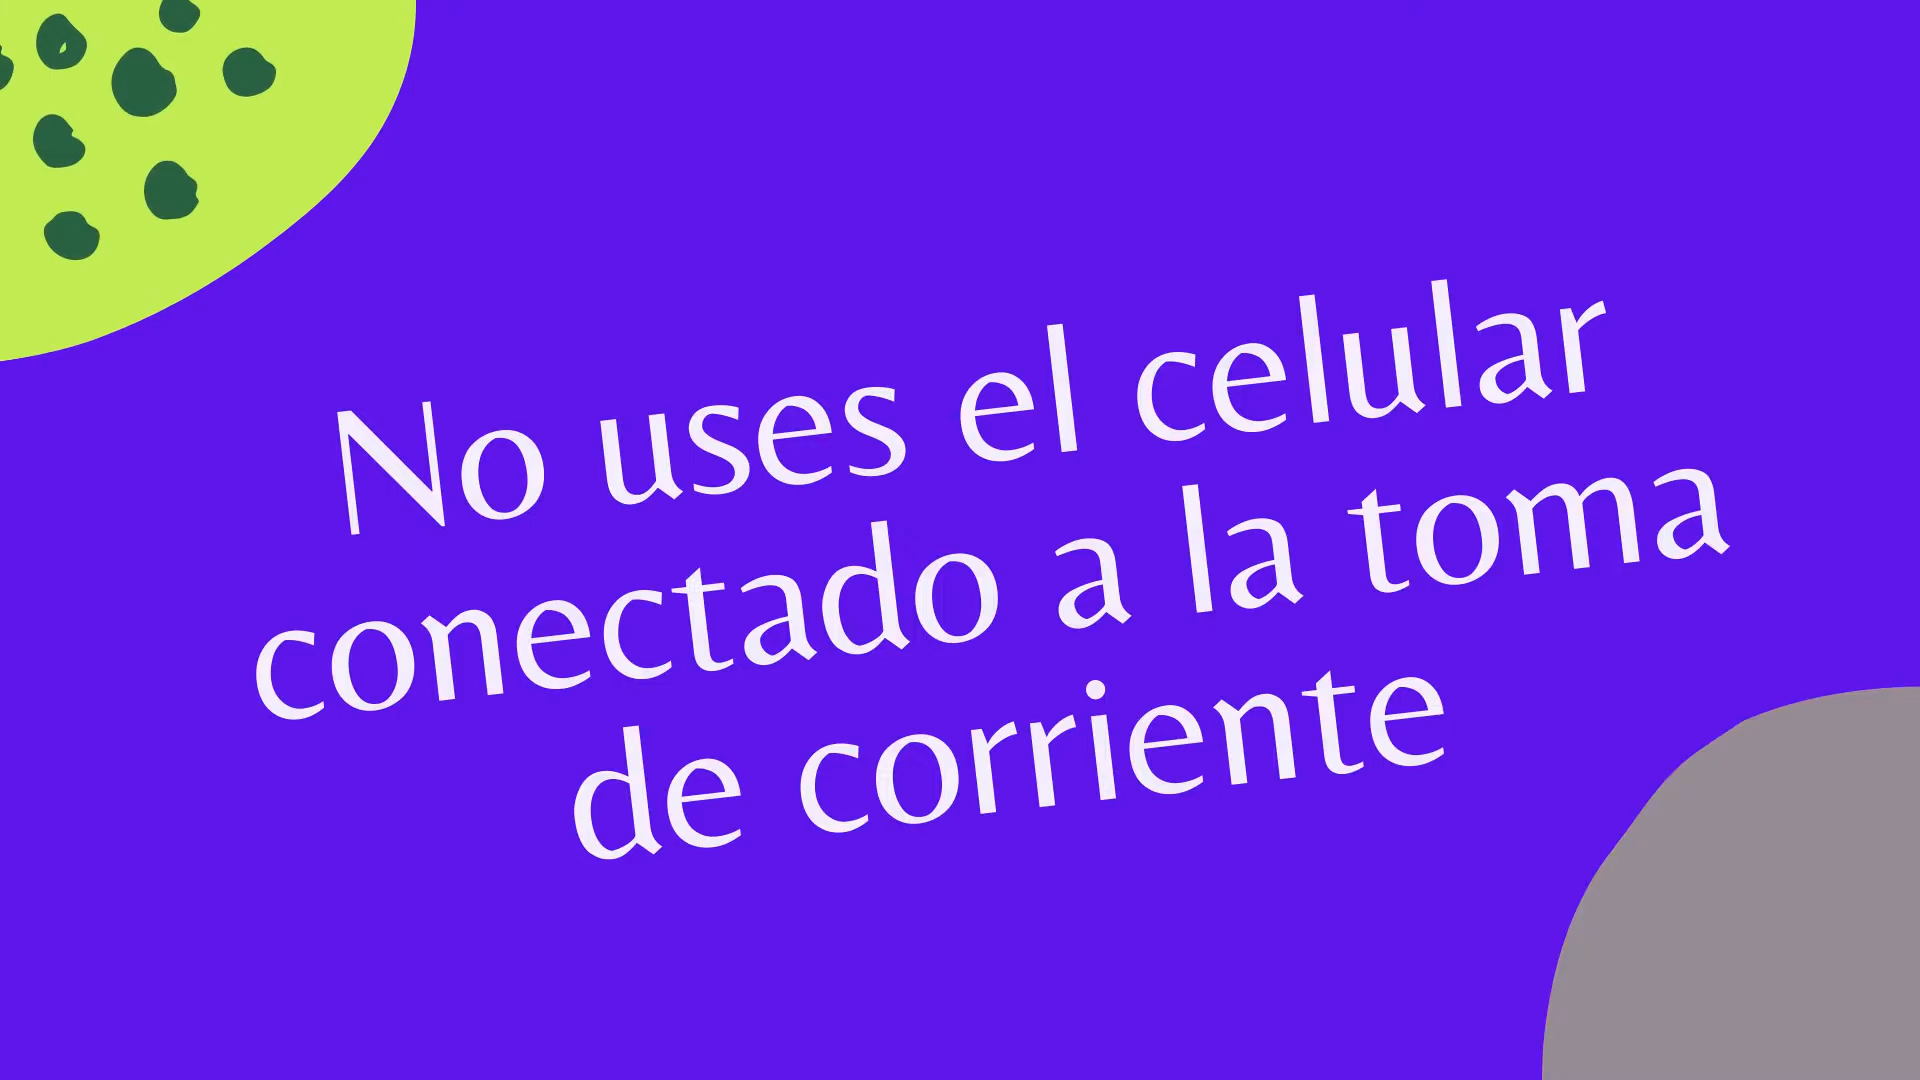 No uses el celular
conectado a la toma
de corriente